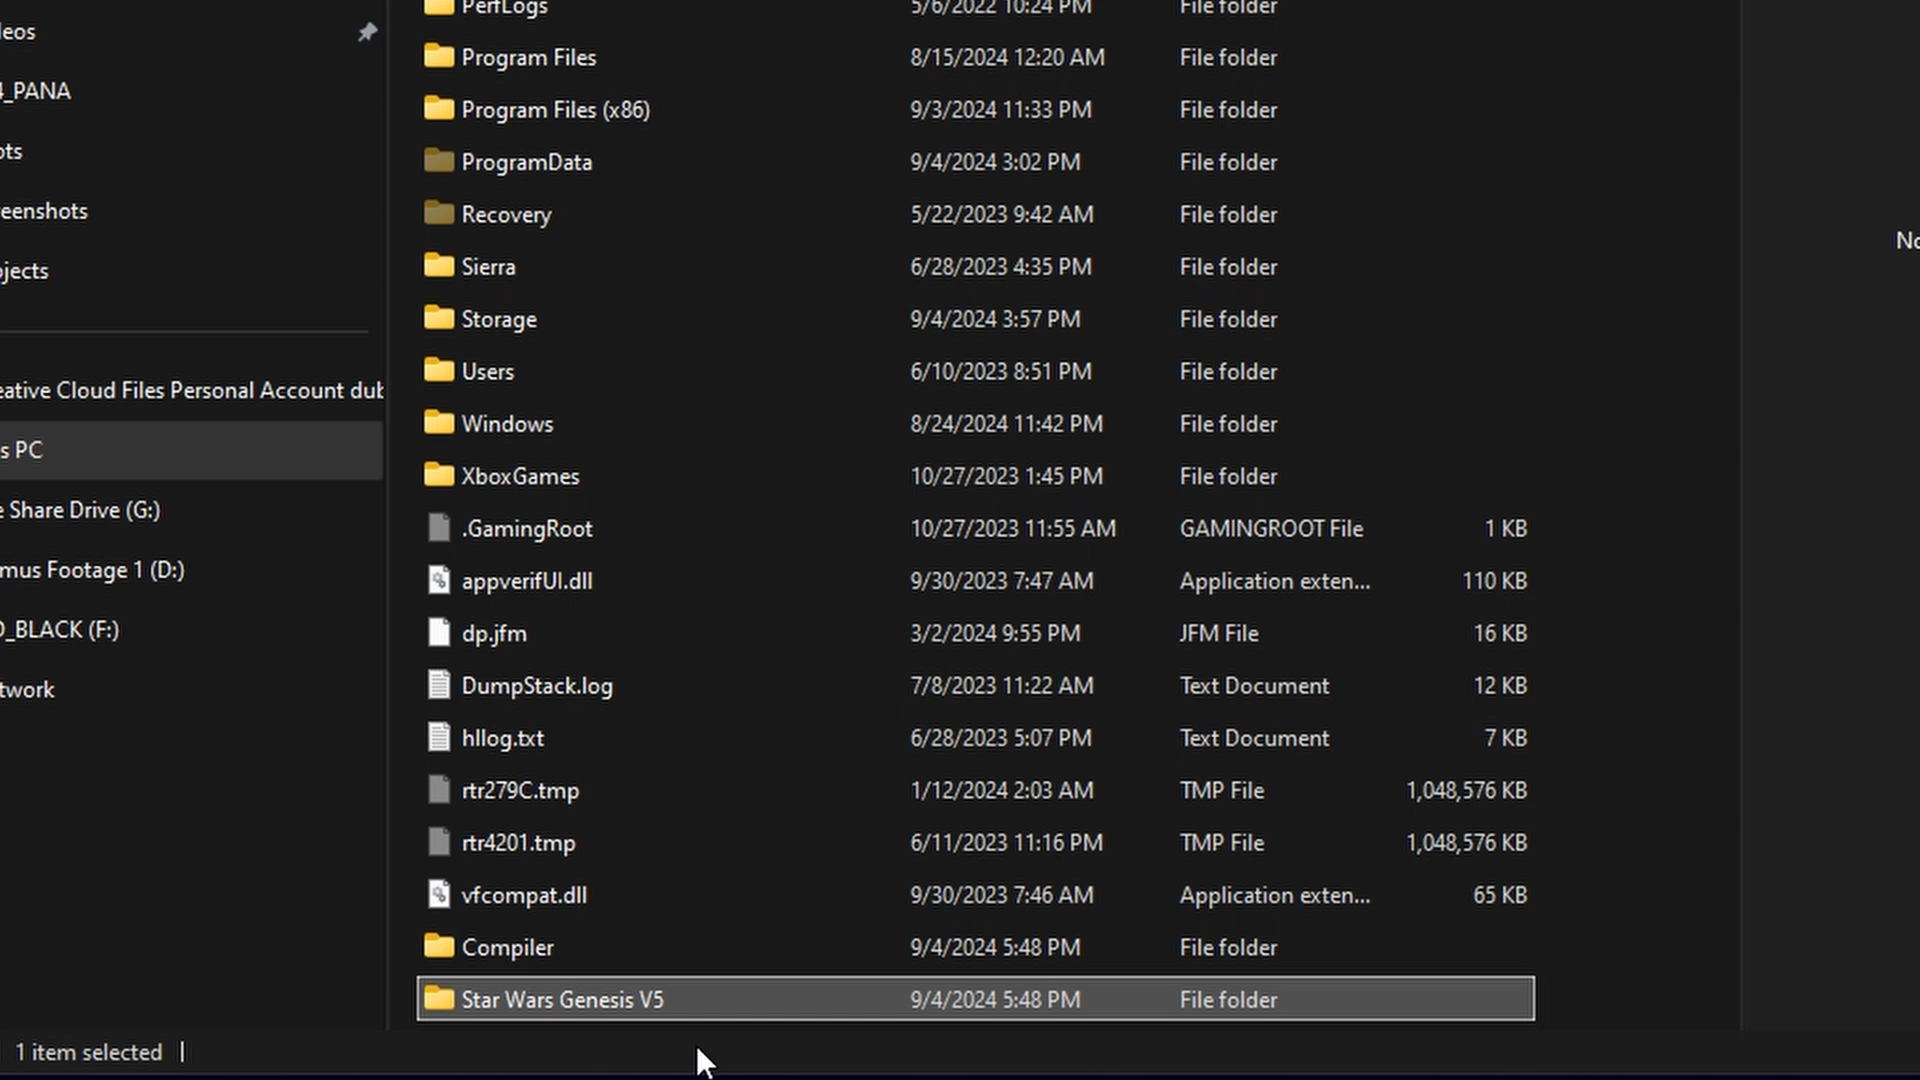 eos
4_PANA
ots
eenshots
jects
eative Cloud Files Personal Account dub
s PC
e Share Drive (G:)
mus Footage 1 (D:)
D_BLACK (F:)
twork
PerfLogs 5/6/2022 10:24 PM File folder
Program Files 8/15/2024 12:20 AM File folder
Program Files (x86) 9/3/2024 11:33 PM File folder
ProgramData 9/4/2024 3:02 PM File folder
Recovery 5/22/2023 9:42 AM File folder
Sierra 6/28/2023 4:35 PM File folder
Storage 9/4/2024 3:57 PM File folder
Users 6/10/2023 8:51 PM File folder
Windows 8/24/2024 11:42 PM File folder
XboxGames 10/27/2023 1:45 PM File folder
.GamingRoot 10/27/2023 11:55 AM GAMINGROOT File 1 KB
appverifUI.dll 9/30/2023 7:47 AM Application exten... 110 KB
dp.jfm 3/2/2024 9:55 PM JFM File 16 KB
DumpStack.log 7/8/2023 11:22 AM Text Document 12 KB
hllog.txt 6/28/2023 5:07 PM Text Document 7 KB
rtr279C.tmp 1/12/2024 2:03 AM TMP File 1,048,576 KB
rtr4201.tmp 6/11/2023 11:16 PM TMP File 1,048,576 KB
vfcompat.dll 9/30/2023 7:46 AM Application exten... 65 KB
Compiler 9/4/2024 5:48 PM File folder
Star Wars Genesis V5 9/4/2024 5:48 PM File folder
No
1 item selected